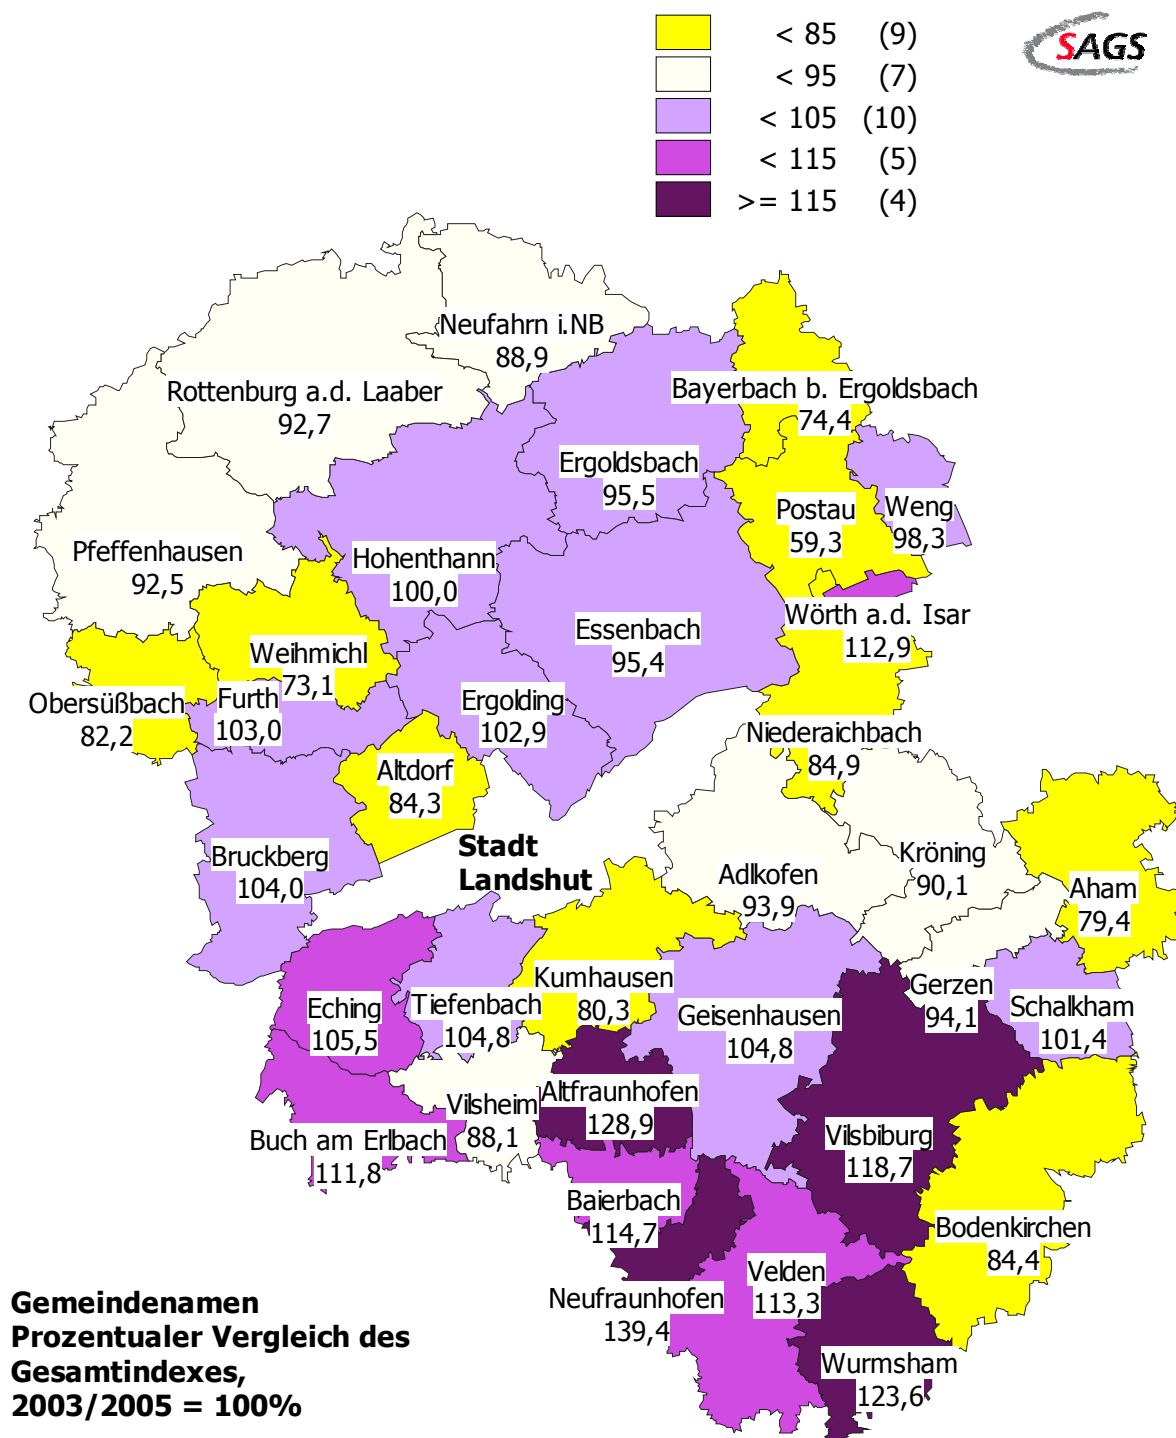 < 85 (9)
SAGS
< 95 (7)
< 105 (10)
< 115 (5)
>= 115 (4)
Neufahrn i.NB
88,9
Rottenburg a.d. Laaber
92,7
Bayerbach b. Ergoldsbach
74,4
Ergoldsbach
95,5
Postau
59,3
Weng
98,3
Pfeffenhausen
92,5
Hohenthann
100,0
Essenbach
95,4
Wörth a.d. Isar
112,9
Weihmichl
73,1
Obersüßbach
82,2
Furth
103,0
Ergolding
102,9
Niederaichbach
84,9
Altdorf
84,3
Stadt
Landshut
Bruckberg
104,0
Adlkofen
93,9
Kröning
90,1
Aham
79,4
Kumhausen
80,3
Gerzen
94,1
Eching
105,5
Tiefenbach
104,8
Geisenhausen
104,8
Schalkham
101,4
Vilsheim
88,1
Altfraunhofen
128,9
Vilsbiburg
118,7
Buch am Erlbach
111,8
Baierbach
114,7
Bodenkirchen
84,4
Velden
113,3
Neufraunhofen
139,4
Wurmsham
123,6
Gemeindenamen
Prozentualer Vergleich des
Gesamtindexes,
2003/2005 = 100%